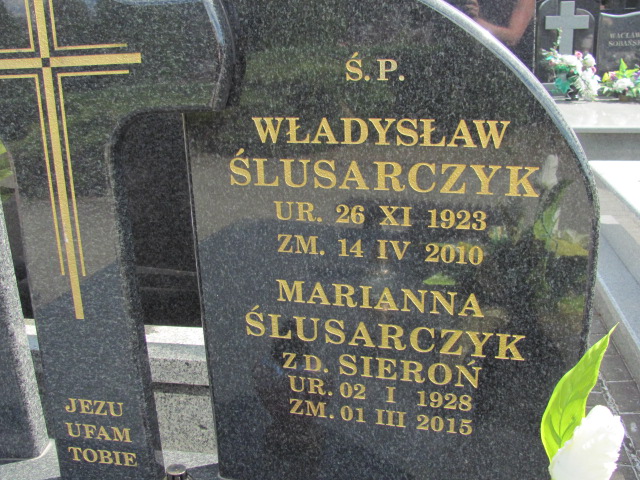 Ś.P.
WŁADYSŁAW
ŚLUSARCZYK
UR. 26 XI 1923
ZM. 14 IV 2010
MARIANNA
ŚLUSARCZYK
Z D. SIEROŃ
UR. 02 I 1928
ZM. 01 III 2015
JEZU
UFAM
TOBIE
WACŁAW